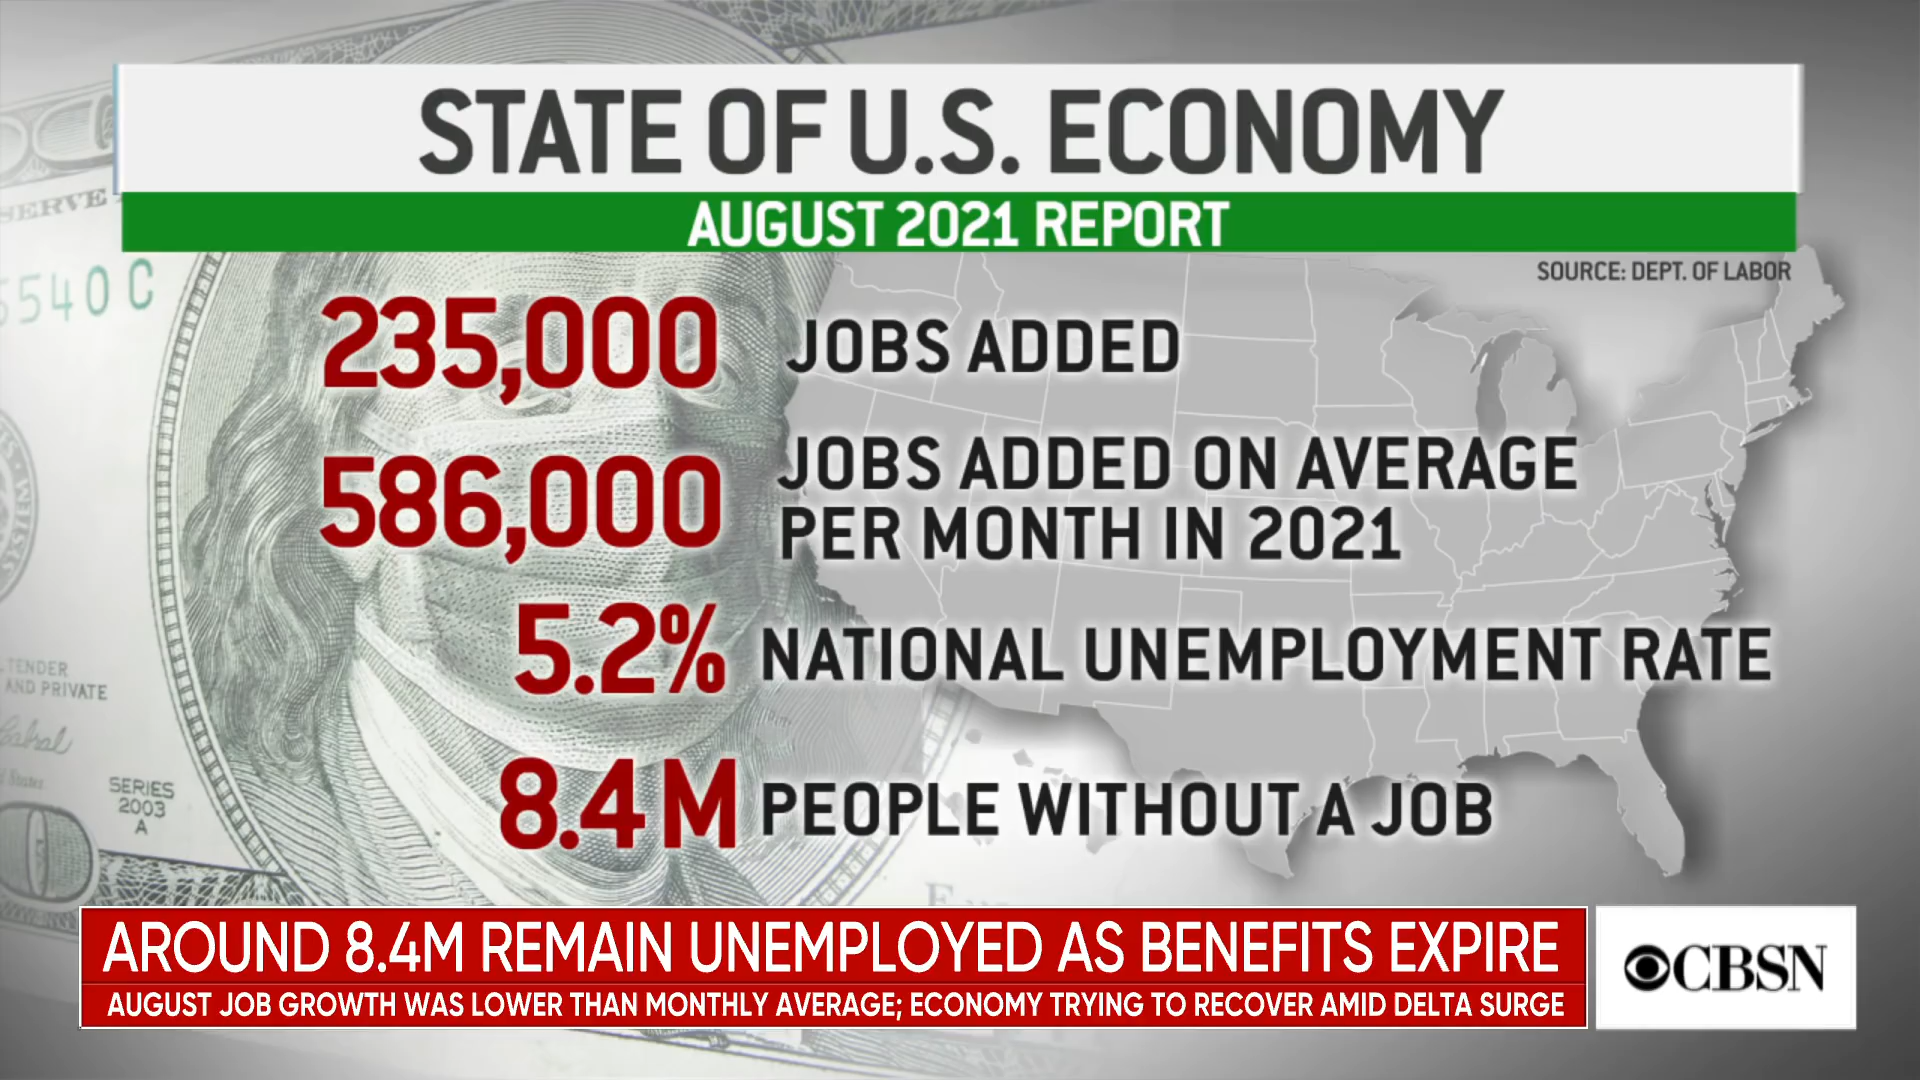 STATE OF U.S. ECONOMY
AUGUST 2021 REPORT
SOURCE: DEPT. OF LABOR
235,000 JOBS ADDED
586,000 JOBS ADDED ON AVERAGE
PER MONTH IN 2021
5.2% NATIONAL UNEMPLOYMENT RATE
8.4M PEOPLE WITHOUT A JOB
5540 C
TENDER
AND PRIVATE
SERIES
2003
A
AROUND 8.4M REMAIN UNEMPLOYED AS BENEFITS EXPIRE
AUGUST JOB GROWTH WAS LOWER THAN MONTHLY AVERAGE; ECONOMY TRYING TO RECOVER AMID DELTA SURGE
CBSN